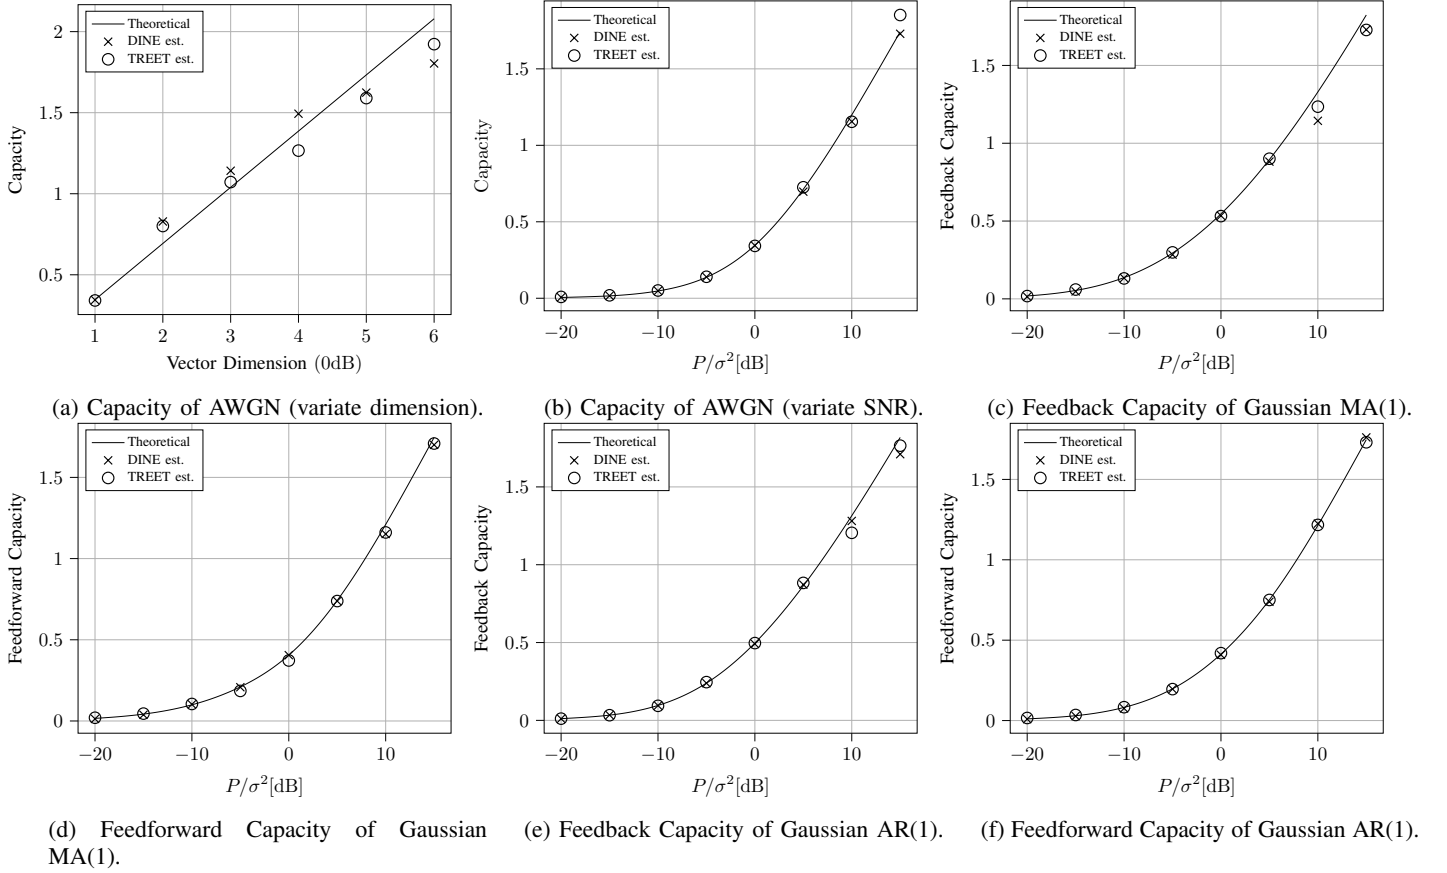 Theoretical
DINE est.
TREET est.
2
1.5
1
0.5
Capacity
1 2 3 4 5 6
Vector Dimension (0dB)
(a) Capacity of AWGN (variate dimension).
Theoretical
DINE est.
TREET est.
1.5
1
0.5
0
Capacity
−20 −10 0 10
P/σ²[dB]
(b) Capacity of AWGN (variate SNR).
Theoretical
DINE est.
TREET est.
1.5
1
0.5
0
Feedback Capacity
−20 −10 0 10
P/σ²[dB]
(c) Feedback Capacity of Gaussian MA(1).
Theoretical
DINE est.
TREET est.
1.5
1
0.5
0
Feedforward Capacity
−20 −10 0 10
P/σ²[dB]
(d) Feedforward Capacity of Gaussian
MA(1).
Theoretical
DINE est.
TREET est.
1.5
1
0.5
0
Feedback Capacity
−20 −10 0 10
P/σ²[dB]
(e) Feedback Capacity of Gaussian AR(1).
Theoretical
DINE est.
TREET est.
1.5
1
0.5
0
Feedforward Capacity
−20 −10 0 10
P/σ²[dB]
(f) Feedforward Capacity of Gaussian AR(1).